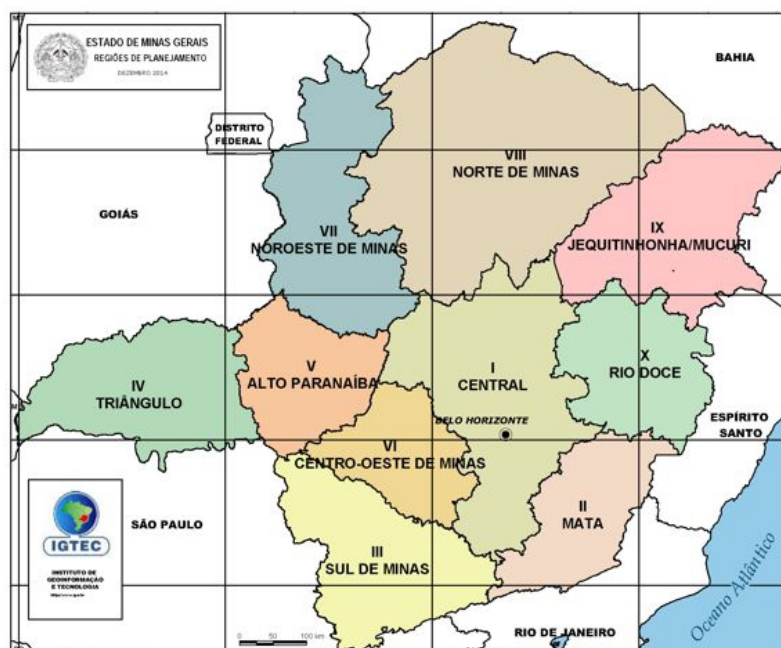 ESTADO DE MINAS GERAIS
REGIÕES DE PLANEJAMENTO
DEZEMBRO 2014
BAHIA
DISTRITO
FEDERAL
VIII
NORTE DE MINAS
GOIÁS
VII
NOROESTE DE MINAS
IX
JEQUITINHONHA/MUCURI
IV
TRIÂNGULO
V
ALTO PARANAÍBA
I
CENTRAL
X
RIO DOCE
BELO HORIZONTE
ESPÍRITO
SANTO
VI
CENTRO-OESTE DE MINAS
SÃO PAULO
II
MATA
III
SUL DE MINAS
IGTEC
INSTITUTO DE
GEOINFORMAÇÃO
E TECNOLOGIA
Oceano Atlântico
RIO DE JANEIRO
0 50 100 km